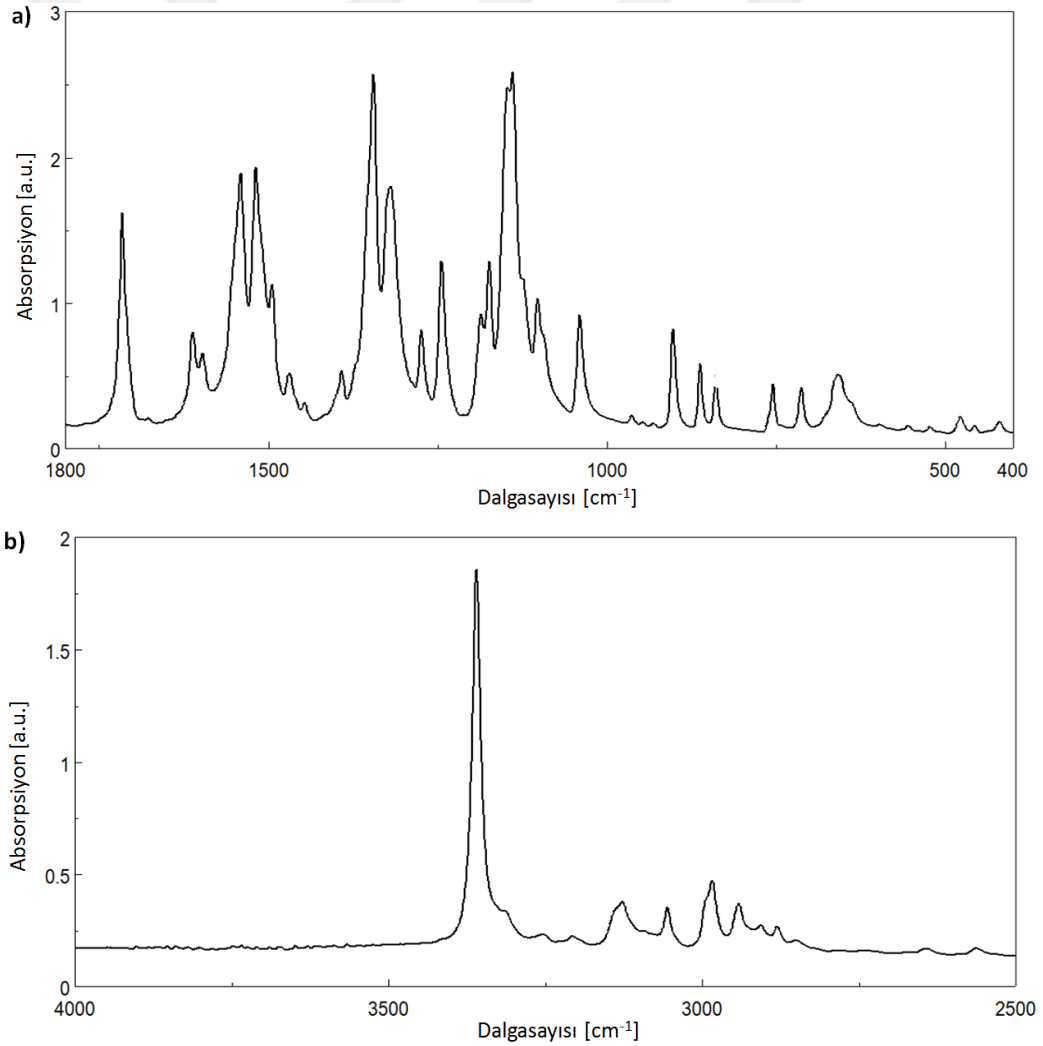 a)
3
2
1
0
Absorpsiyon [a.u.]
1800 1500 1000 500 400
Dalgasayısı [cm-1]
b)
2
1.5
1
0.5
0
Absorpsiyon [a.u.]
4000 3500 3000 2500
Dalgasayısı [cm-1]